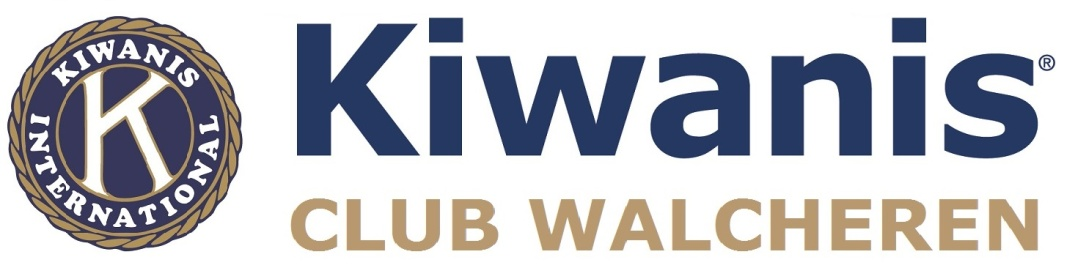 KIWANIS
K
INTERNATIONAL
Kiwanis®
CLUB WALCHEREN